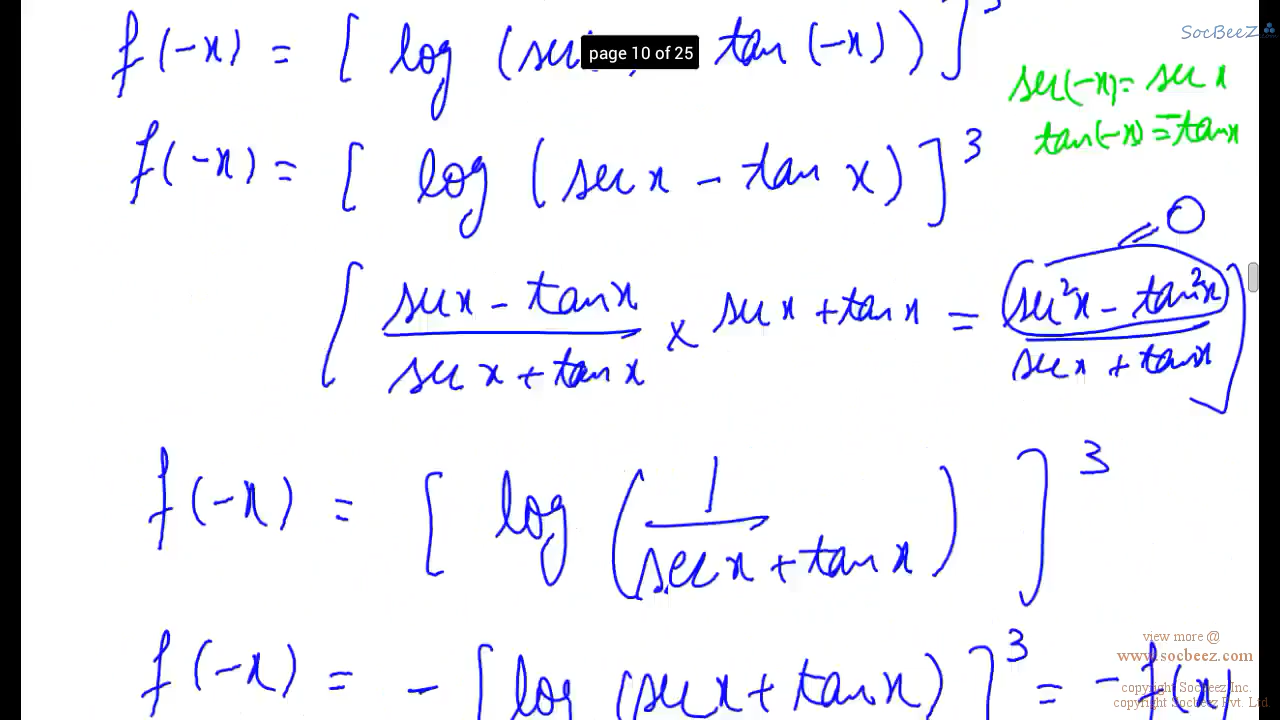 f(-x) = [ log (sec tan (-x)) ]³
page 10 of 25
SocBeeZ
sec(-x) = sec x
tan(-x) = -tan x
f(-x) = [ log (sec x - tan x) ]³
= 0
[ (sec x - tan x)/(sec x + tan x) × sec x + tan x = (sec²x - tan²x)/(sec x + tan x) ]
f(-x) = [ log (1/(sec x + tan x)) ]³
f(-x) = - [ log (sec x + tan x) ]³ = - f(x)
view more @
www.socbeez.com
copyright Socbeez Inc.
copyright Socbeez Pvt. Ltd.